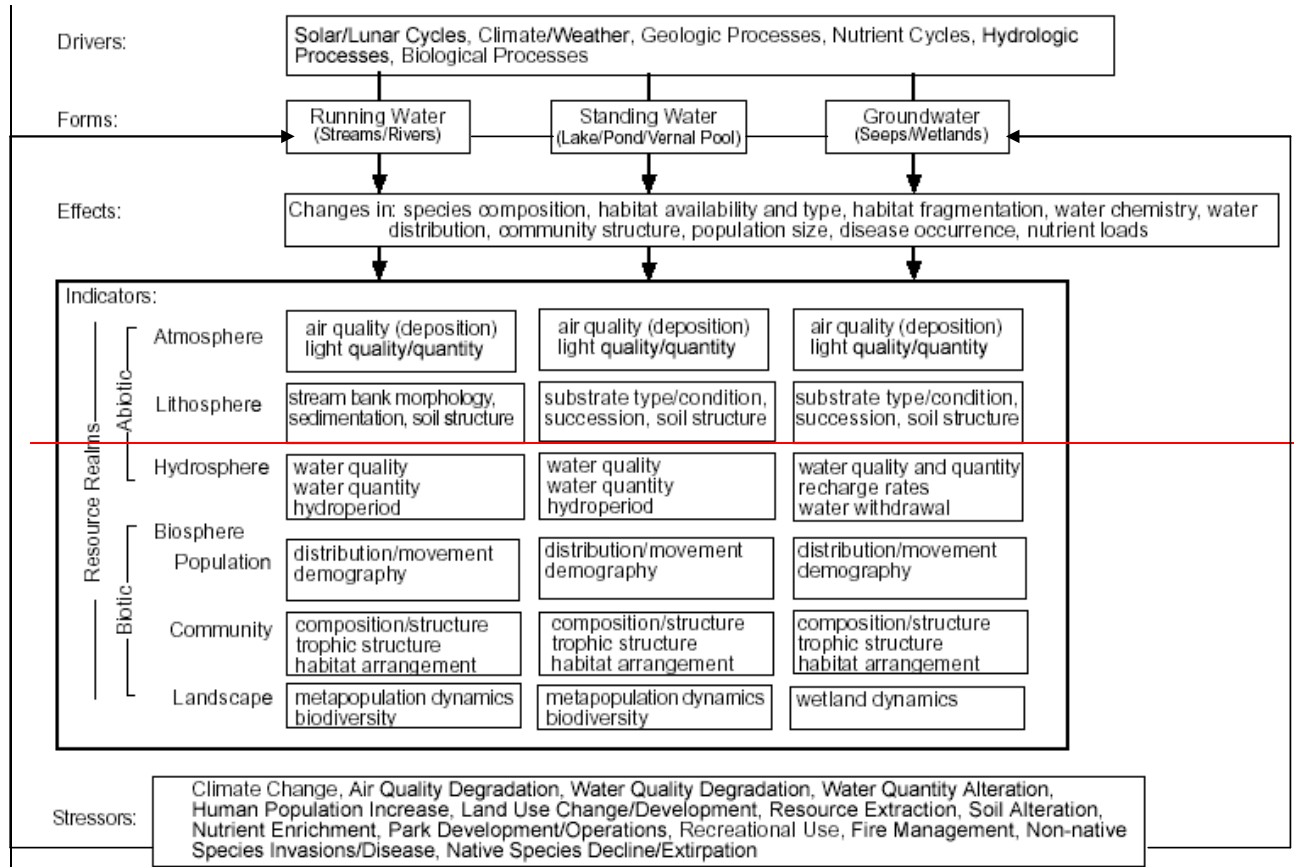 Drivers:
Solar/Lunar Cycles, Climate/Weather, Geologic Processes, Nutrient Cycles, Hydrologic
Processes, Biological Processes
Forms:
Running Water
(Streams/Rivers)
Standing Water
(Lake/Pond/Vernal Pool)
Groundwater
(Seeps/Wetlands)
Effects:
Changes in: species composition, habitat availability and type, habitat fragmentation, water chemistry, water
distribution, community structure, population size, disease occurrence, nutrient loads
Indicators:
Resource Realms
Abiotic
Atmosphere
air quality (deposition)
light quality/quantity
air quality (deposition)
light quality/quantity
air quality (deposition)
light quality/quantity
Lithosphere
stream bank morphology,
sedimentation, soil structure
substrate type/condition,
succession, soil structure
substrate type/condition,
succession, soil structure
Hydrosphere
water quality
water quantity
hydroperiod
water quality
water quantity
hydroperiod
water quality and quantity
recharge rates
water withdrawal
Biotic
Biosphere
Population
distribution/movement
demography
distribution/movement
demography
distribution/movement
demography
Community
composition/structure
trophic structure
habitat arrangement
composition/structure
trophic structure
habitat arrangement
composition/structure
trophic structure
habitat arrangement
Landscape
metapopulation dynamics
biodiversity
metapopulation dynamics
biodiversity
wetland dynamics
Stressors:
Climate Change, Air Quality Degradation, Water Quality Degradation, Water Quantity Alteration,
Human Population Increase, Land Use Change/Development, Resource Extraction, Soil Alteration,
Nutrient Enrichment, Park Development/Operations, Recreational Use, Fire Management, Non-native
Species Invasions/Disease, Native Species Decline/Extirpation